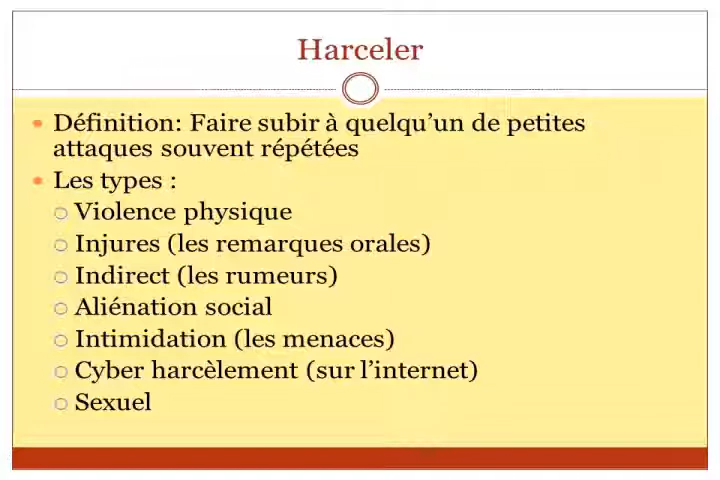 Harceler
Définition: Faire subir à quelqu’un de petites
attaques souvent répétées
Les types :
Violence physique
Injures (les remarques orales)
Indirect (les rumeurs)
Aliénation social
Intimidation (les menaces)
Cyber harcèlement (sur l’internet)
Sexuel